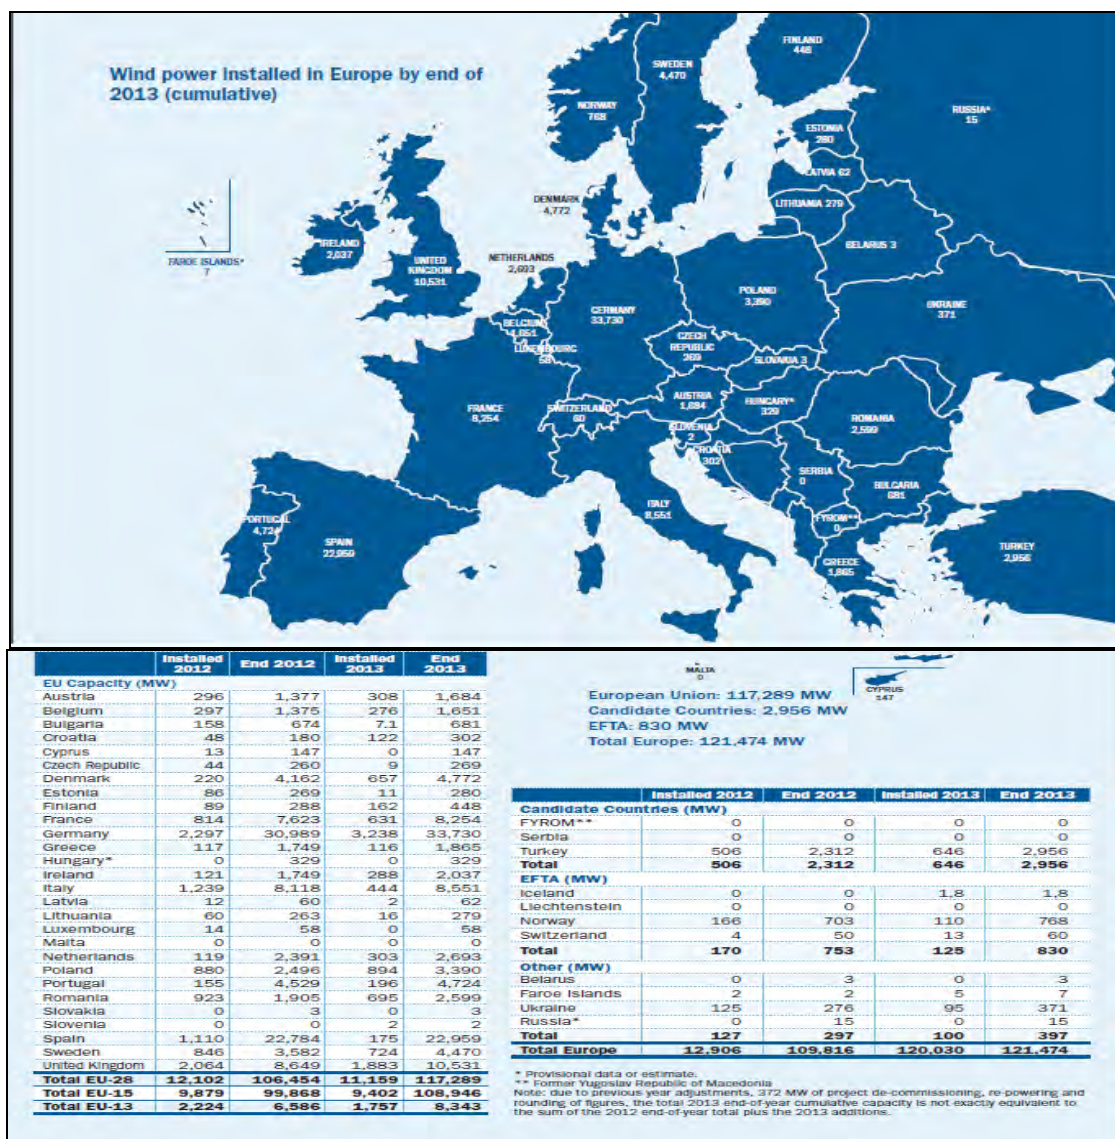 Wind power installed in Europe by end of
2013 (cumulative)
FINLAND
448
SWEDEN
4,470
NORWAY
768
RUSSIA*
15
ESTONIA
280
LATVIA 62
DENMARK
4,772
LITHUANIA 279
IRELAND
2,037
BELARUS 3
FAROE ISLANDS*
7
UNITED
KINGDOM
10,531
NETHERLANDS
2,693
POLAND
3,390
GERMANY
33,730
UKRAINE
371
BELGIUM
1,651
LUXEMBOURG
58
CZECH
REPUBLIC
269
SLOVAKIA 3
FRANCE
8,254
SWITZERLAND
60
AUSTRIA
1,684
HUNGARY*
329
ROMANIA
2,599
SLOVENIA
2
CROATIA
302
SERBIA
0
BULGARIA
681
ITALY
8,551
FYROM**
0
PORTUGAL
4,724
SPAIN
22,959
GREECE
1,865
TURKEY
2,956
Installed 2012 End 2012 Installed 2013 End 2013
EU Capacity (MW)
Austria 296 1,377 308 1,684
Belgium 297 1,375 276 1,651
Bulgaria 158 674 7.1 681
Croatia 48 180 122 302
Cyprus 13 147 0 147
Czech Republic 44 260 9 269
Denmark 220 4,162 657 4,772
Estonia 86 269 11 280
Finland 89 288 162 448
France 814 7,623 631 8,254
Germany 2,297 30,989 3,238 33,730
Greece 117 1,749 116 1,865
Hungary* 0 329 0 329
Ireland 121 1,749 288 2,037
Italy 1,239 8,118 444 8,551
Latvia 12 60 2 62
Lithuania 60 263 16 279
Luxembourg 14 58 0 58
Malta 0 0 0 0
Netherlands 119 2,391 303 2,693
Poland 880 2,496 894 3,390
Portugal 155 4,529 196 4,724
Romania 923 1,905 695 2,599
Slovakia 0 3 0 3
Slovenia 0 0 2 2
Spain 1,110 22,784 175 22,959
Sweden 846 3,582 724 4,470
United Kingdom 2,064 8,649 1,883 10,531
Total EU-28 12,102 106,454 11,159 117,289
Total EU-15 9,879 99,868 9,402 108,946
Total EU-13 2,224 6,586 1,757 8,343
MALTA
0
CYPRUS
147
European Union: 117,289 MW
Candidate Countries: 2,956 MW
EFTA: 830 MW
Total Europe: 121,474 MW
Installed 2012 End 2012 Installed 2013 End 2013
Candidate Countries (MW)
FYROM** 0 0 0 0
Serbia 0 0 0 0
Turkey 506 2,312 646 2,956
Total 506 2,312 646 2,956
EFTA (MW)
Iceland 0 0 1,8 1,8
Liechtenstein 0 0 0 0
Norway 166 703 110 768
Switzerland 4 50 13 60
Total 170 753 125 830
Other (MW)
Belarus 0 3 0 3
Faroe Islands 2 2 5 7
Ukraine 125 276 95 371
Russia* 0 15 0 15
Total 127 297 100 397
Total Europe 12,906 109,816 120,030 121,474
* Provisional data or estimate.
** Former Yugoslav Republic of Macedonia
Note: due to previous year adjustments, 372 MW of project de-commissioning, re-powering and
rounding of figures, the total 2013 end-of-year cumulative capacity is not exactly equivalent to
the sum of the 2012 end-of-year total plus the 2013 additions.